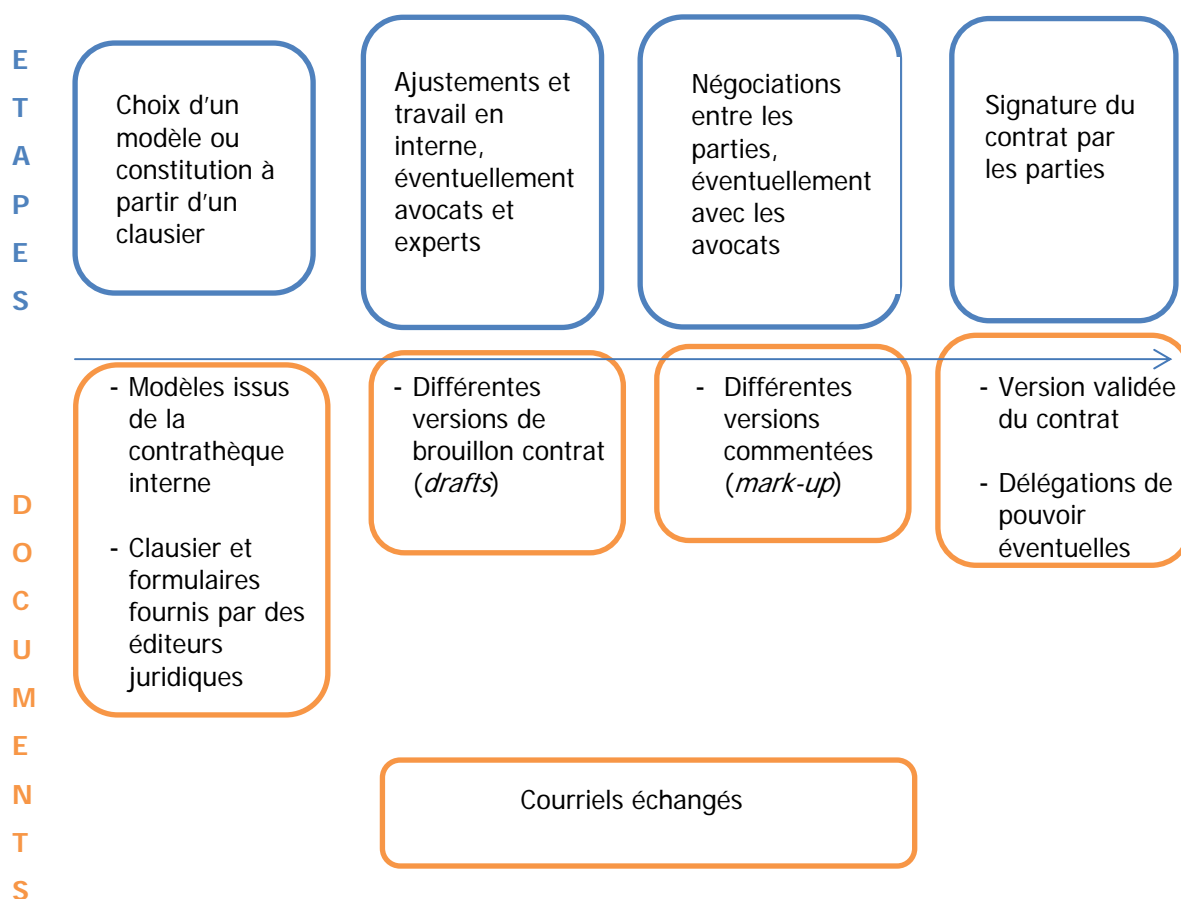 ETAPES
Choix d'un
modèle ou
constitution à
partir d'un
clausier
Ajustements et
travail en
interne,
éventuellement
avocats et
experts
Négociations
entre les
parties,
éventuellement
avec les
avocats
Signature du
contrat par
les parties
DOCUMENTS
- Modèles issus
de la
contrathèque
interne
- Clausier et
formulaires
fournis par des
éditeurs
juridiques
- Différentes
versions de
brouillon contrat
(drafts)
- Différentes
versions
commentées
(mark-up)
- Version validée
du contrat
- Délégations de
pouvoir
éventuelles
Courriels échangés